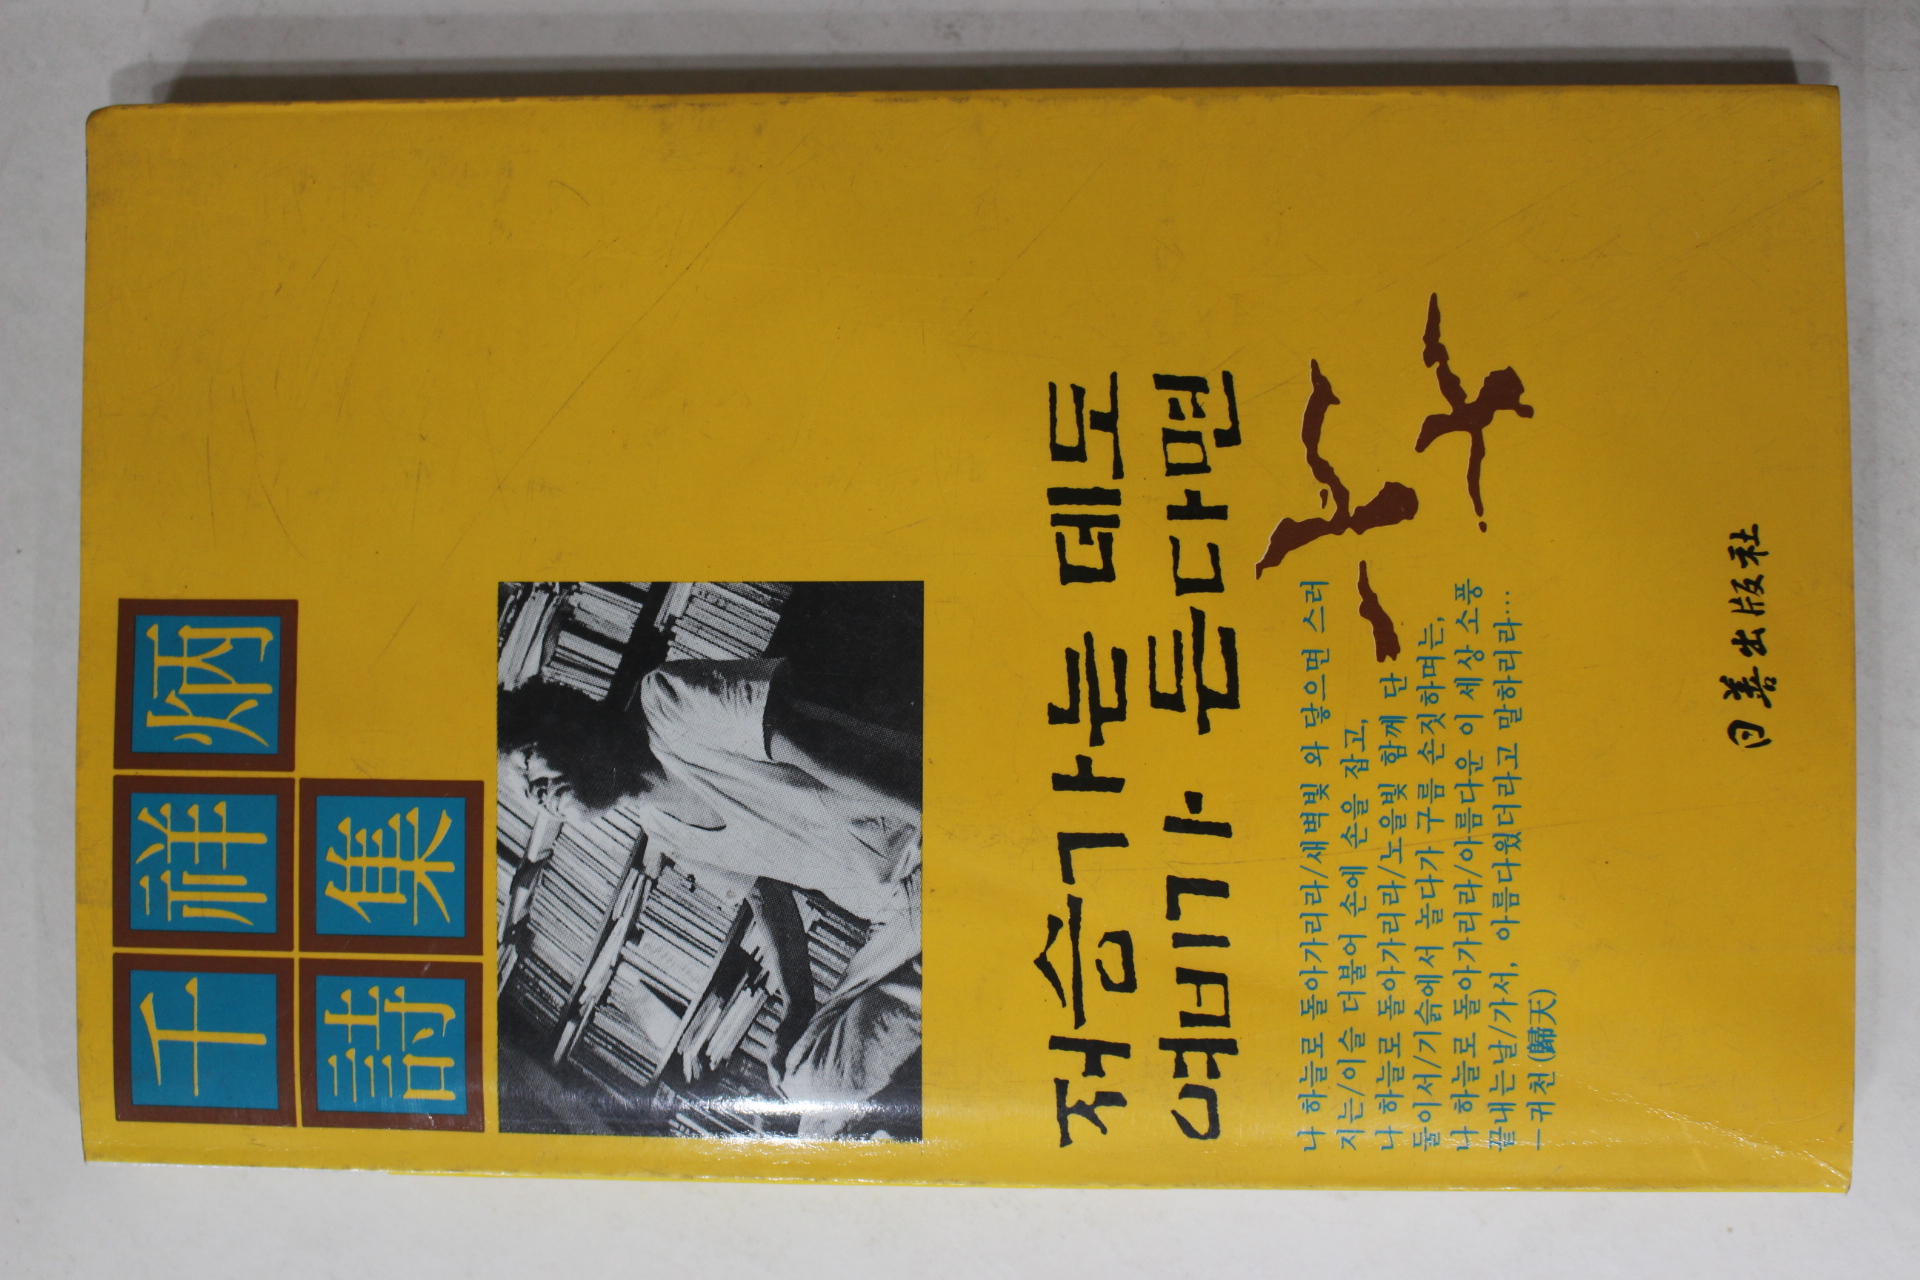 千祥炳
詩集
저승가는 데도
여비가 든다면
나 하늘로 돌아가리라/새벽빛 와 닿으면 스러
지는/이슬 더불어 손에 손을 잡고,
나 하늘로 돌아가리라/노을빛 함께 단
둘이서/기슭에서 놀다가 구름 손짓하며는,
나 하늘로 돌아가리라/아름다운 이 세상 소풍
끝내는날/가서, 아름다웠더라고 말하리라…
—귀천(歸天)
日善出版社